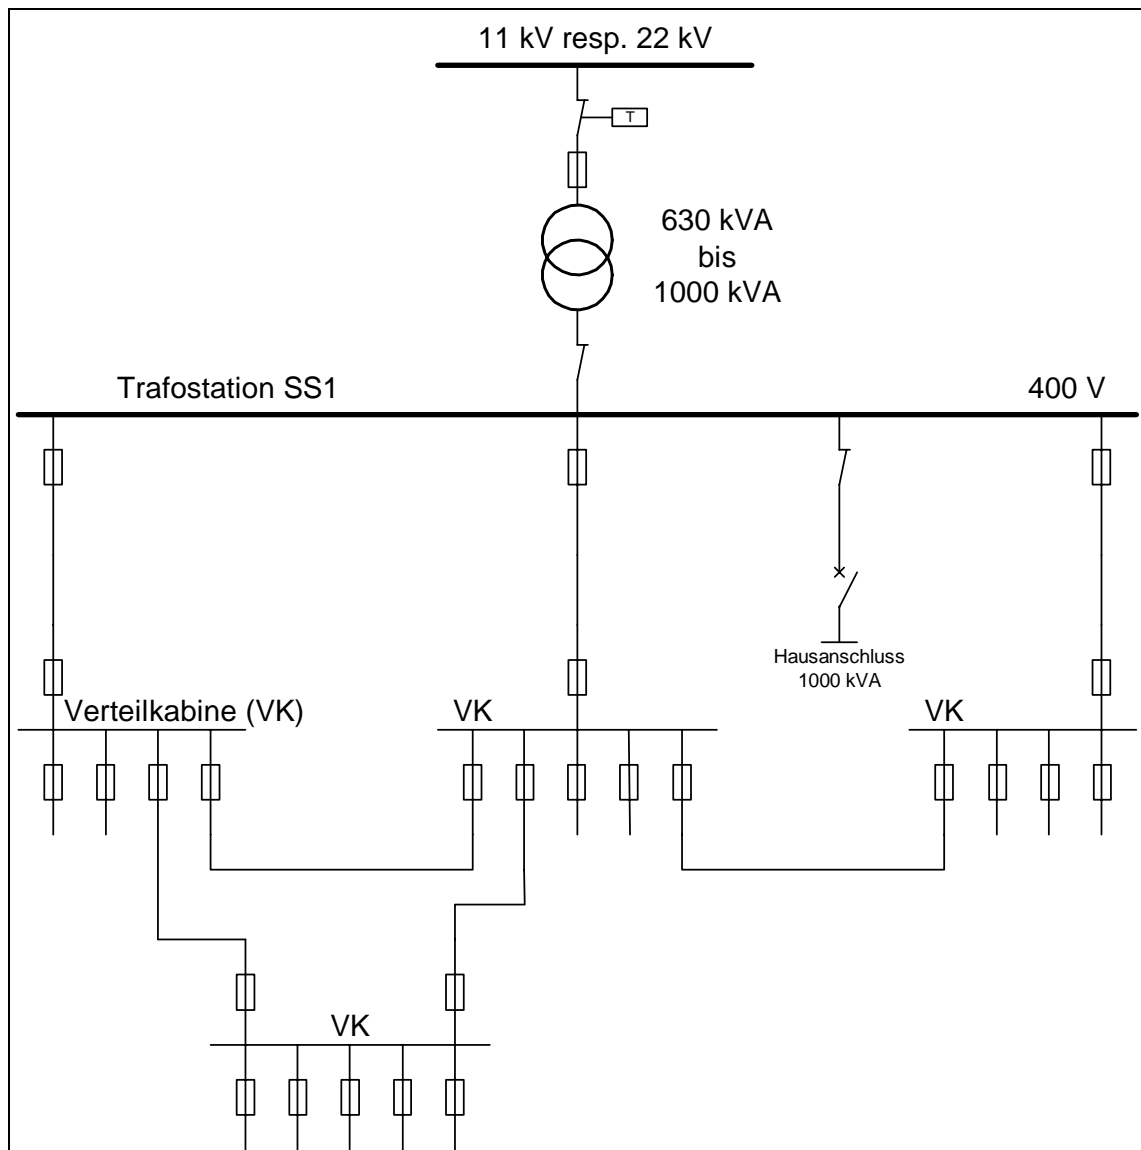 11 kV resp. 22 kV
T
630 kVA
bis
1000 kVA
Trafostation SS1
400 V
Hausanschluss
1000 kVA
Verteilkabine (VK)
VK
VK
VK